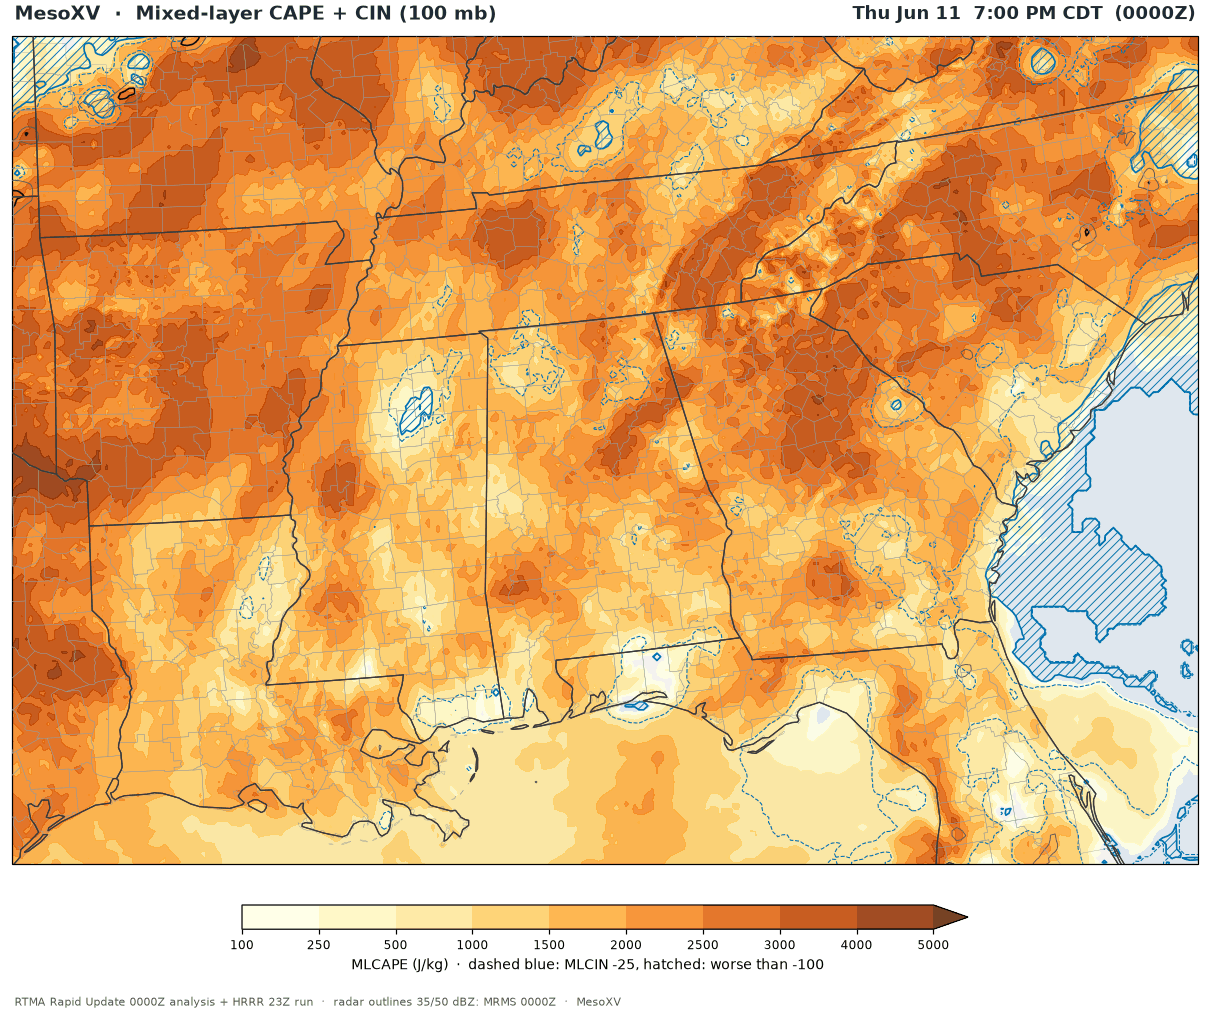 MesoXV · Mixed-layer CAPE + CIN (100 mb)
Thu Jun 11 7:00 PM CDT (0000Z)
100 250 500 1000 1500 2000 2500 3000 4000 5000
MLCAPE (J/kg) · dashed blue: MLCIN -25, hatched: worse than -100
RTMA Rapid Update 0000Z analysis + HRRR 23Z run · radar outlines 35/50 dBZ: MRMS 0000Z · MesoXV